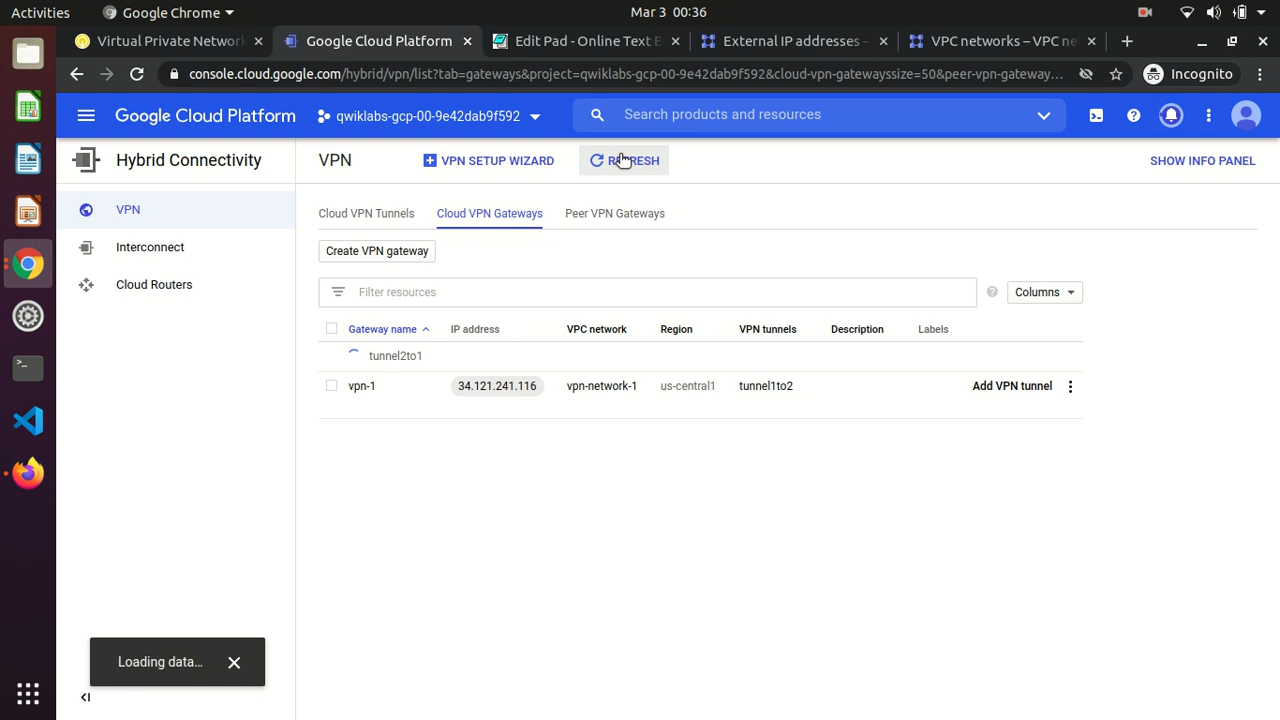 Activities
Google Chrome
Mar 3 00:36
Virtual Private Network
Google Cloud Platform
Edit Pad - Online Text E
External IP addresses –
VPC networks – VPC ne
console.cloud.google.com/hybrid/vpn/list?tab=gateways&project=qwiklabs-gcp-00-9e42dab9f592&cloud-vpn-gatewayssize=50&peer-vpn-gateway...
Incognito
Google Cloud Platform
qwiklabs-gcp-00-9e42dab9f592
Search products and resources
Hybrid Connectivity
VPN
VPN SETUP WIZARD
REFRESH
SHOW INFO PANEL
VPN
Interconnect
Cloud Routers
Cloud VPN Tunnels
Cloud VPN Gateways
Peer VPN Gateways
Create VPN gateway
Filter resources
Columns
Gateway name IP address VPC network Region VPN tunnels Description Labels
tunnel2to1
vpn-1 34.121.241.116 vpn-network-1 us-central1 tunnel1to2 Add VPN tunnel
Loading data...